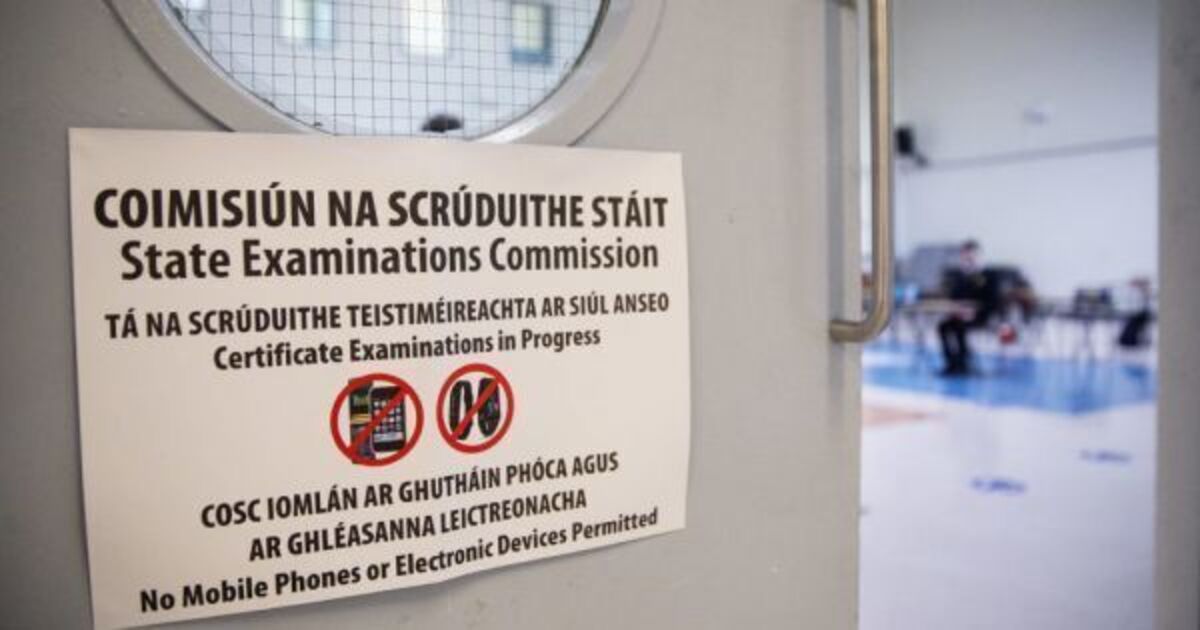 COIMISIÚN NA SCRÚDUITHE STÁIT
State Examinations Commission
TÁ NA SCRÚDUITHE TEISTIMÉIREACHTA AR SIÚL ANSEO
Certificate Examinations in Progress
COSC IOMLÁN AR GHUTHÁIN PHÓCA AGUS
AR GHLÉASANNA LEICTREONACHA
No Mobile Phones or Electronic Devices Permitted